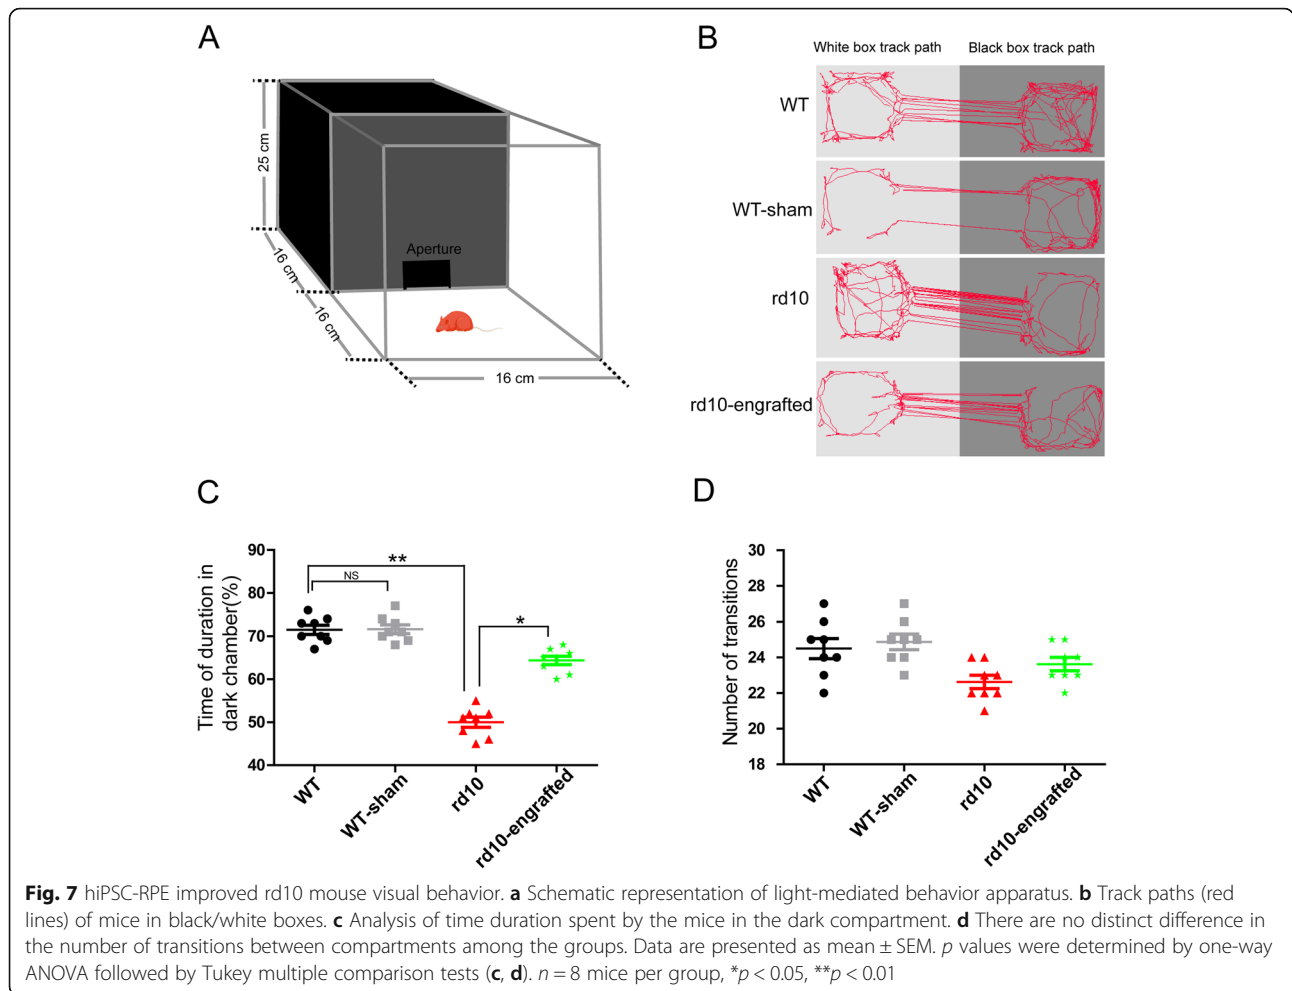 A
25 cm
16 cm
16 cm
16 cm
Aperture
B
White box track path Black box track path
WT
WT-sham
rd10
rd10-engrafted
C
Time of duration in
dark chamber(%)
90
80
70
60
50
40
**
NS
*
WT
WT-sham
rd10
rd10-engrafted
D
Number of transitions
30
28
26
24
22
20
18
WT
WT-sham
rd10
rd10-engrafted
Fig. 7 hiPSC-RPE improved rd10 mouse visual behavior. a Schematic representation of light-mediated behavior apparatus. b Track paths (red
lines) of mice in black/white boxes. c Analysis of time duration spent by the mice in the dark compartment. d There are no distinct difference in
the number of transitions between compartments among the groups. Data are presented as mean ± SEM. p values were determined by one-way
ANOVA followed by Tukey multiple comparison tests (c, d). n = 8 mice per group, *p < 0.05, **p < 0.01